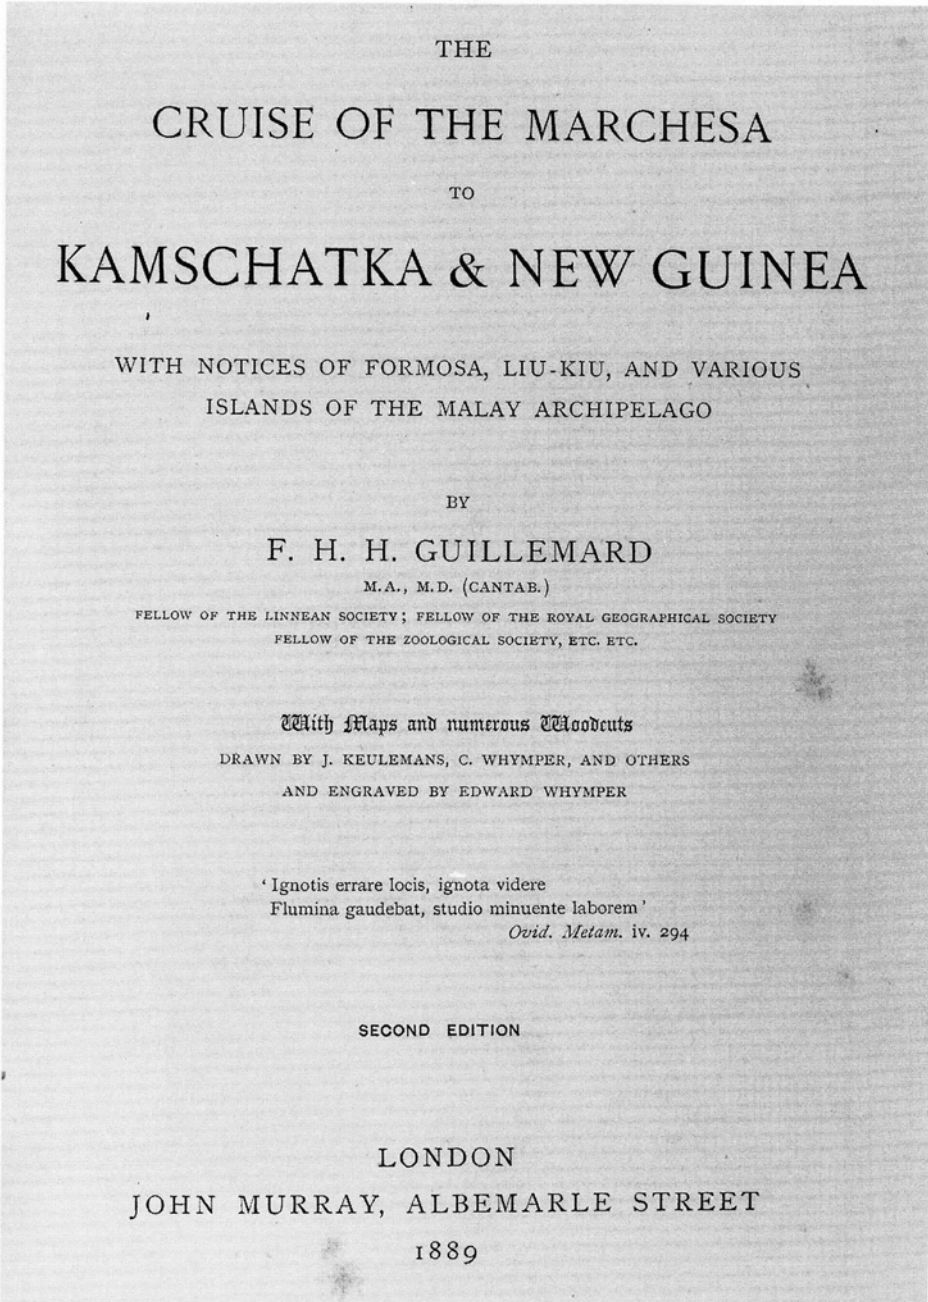 THE
CRUISE OF THE MARCHESA
TO
KAMSCHATKA & NEW GUINEA
WITH NOTICES OF FORMOSA, LIU-KIU, AND VARIOUS
ISLANDS OF THE MALAY ARCHIPELAGO
BY
F. H. H. GUILLEMARD
M.A., M.D. (CANTAB.)
FELLOW OF THE LINNEAN SOCIETY; FELLOW OF THE ROYAL GEOGRAPHICAL SOCIETY
FELLOW OF THE ZOOLOGICAL SOCIETY, ETC. ETC.
With Maps and numerous Woodcuts
DRAWN BY J. KEULEMANS, C. WHYMPER, AND OTHERS
AND ENGRAVED BY EDWARD WHYMPER
‘Ignotis errare locis, ignota videre
Flumina gaudebat, studio minuente laborem’
Ovid. Metam. iv. 294
SECOND EDITION
LONDON
JOHN MURRAY, ALBEMARLE STREET
1889